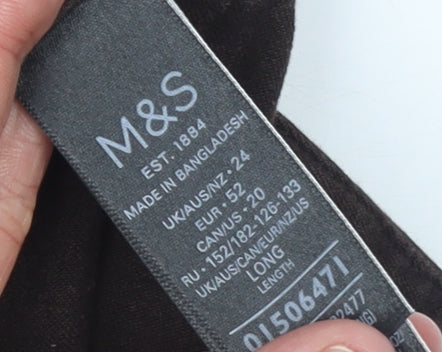 M&S
EST. 1884
MADE IN BANGLADESH
UK/AUS/NZ • 24
EUR • 52
CAN/US • 20
RU • 152/182-126-133
UK/AUS/CAN/EUR/NZ/US
LONG
LENGTH
01506471